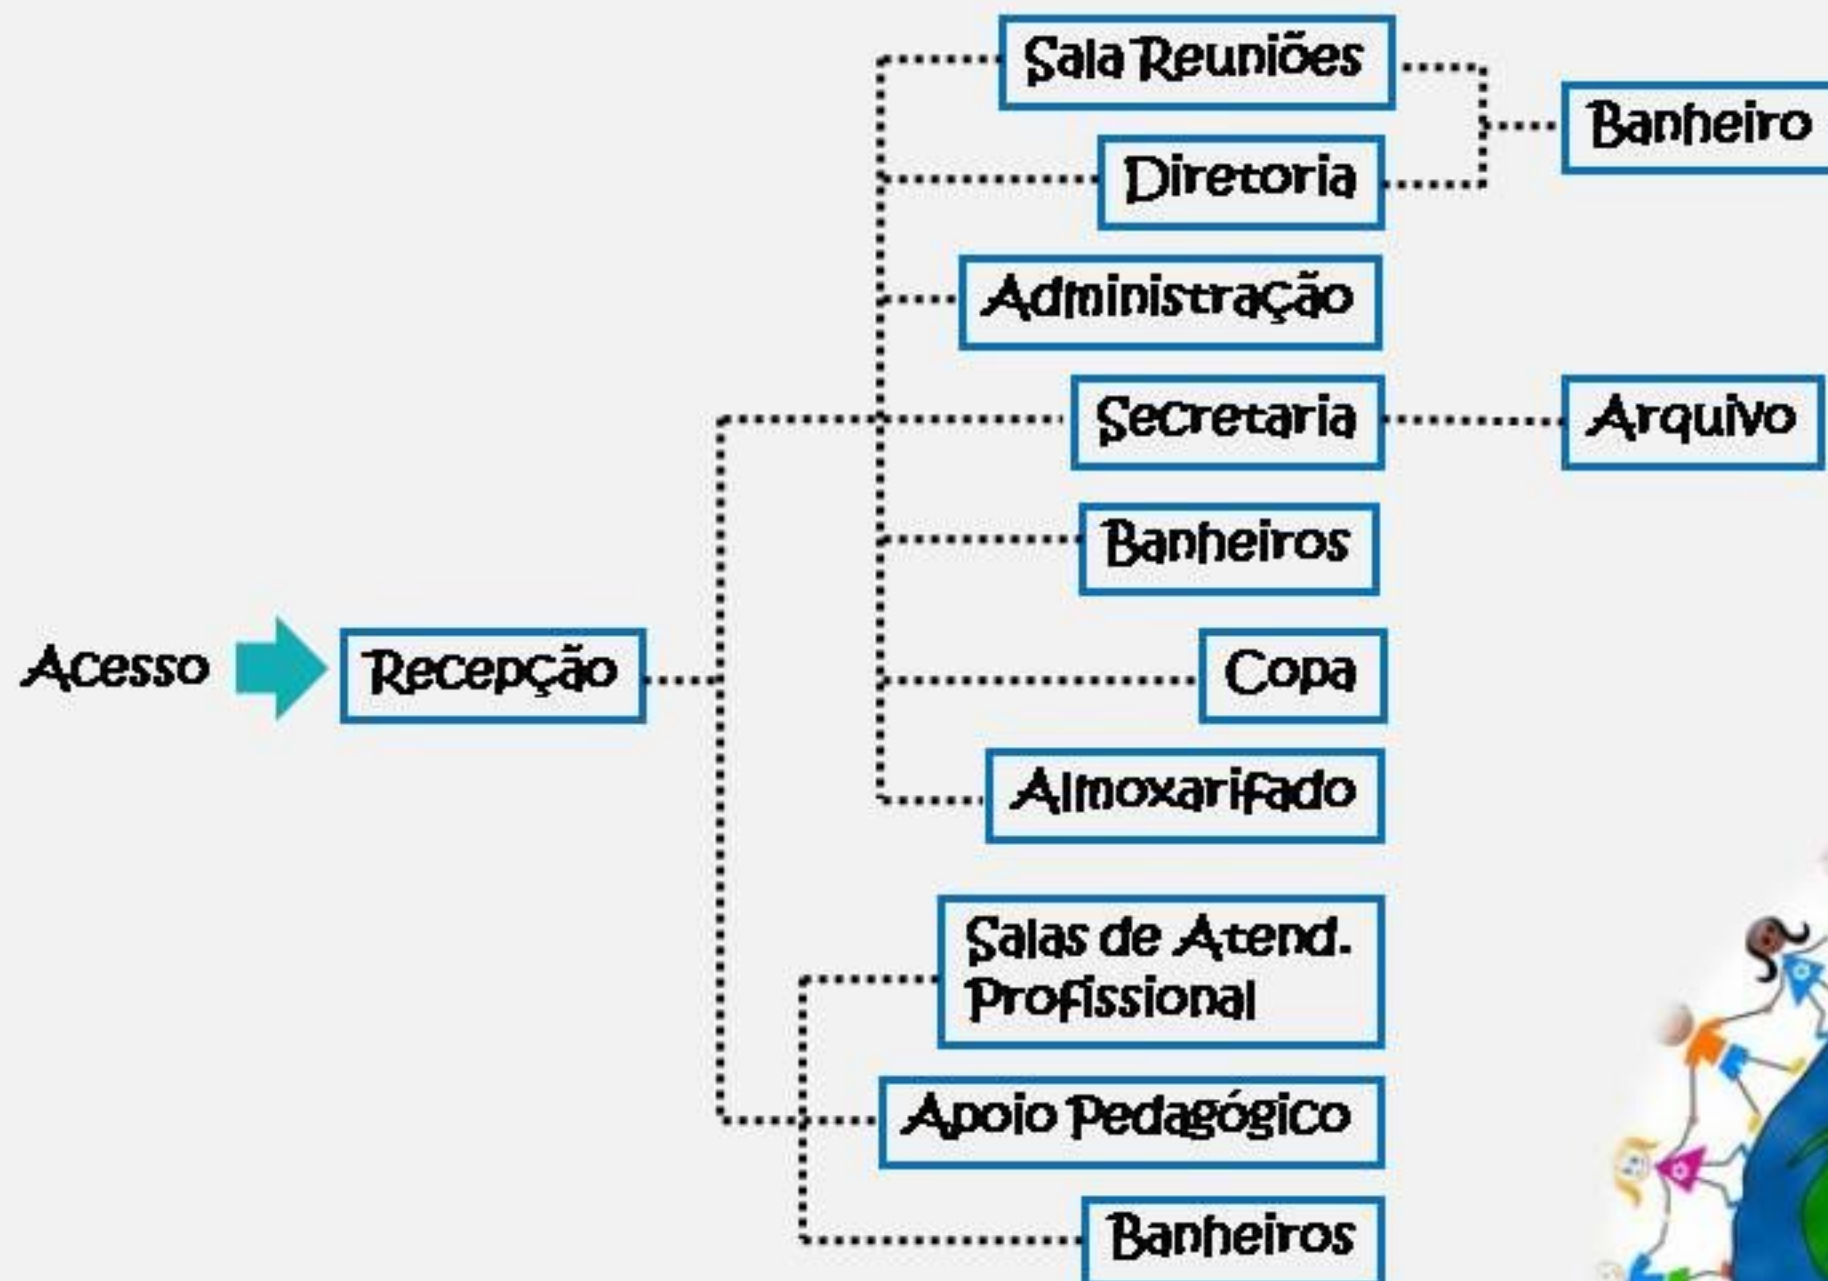 Sala Reuniões
Banheiro
Diretoria
Administração
Secretaria
Arquivo
Banheiros
Acesso
Recepção
Copa
Almoxarifado
Salas de Atend.
Profissional
Apoio Pedagógico
Banheiros